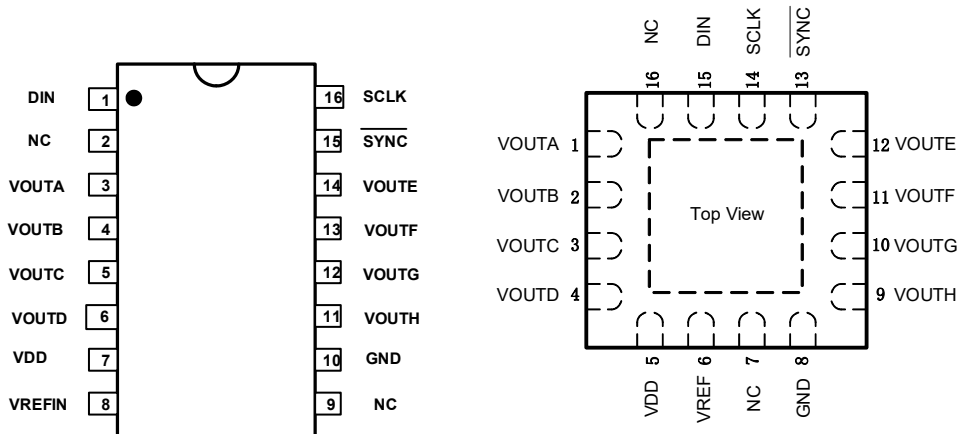 DIN 1
NC 2
VOUTA 3
VOUTB 4
VOUTC 5
VOUTD 6
VDD 7
VREFIN 8
16 SCLK
15 SYNC
14 VOUTE
13 VOUTF
12 VOUTG
11 VOUTH
10 GND
9 NC
NC 16
DIN 15
SCLK 14
SYNC 13
VOUTA 1
VOUTB 2
VOUTC 3
VOUTD 4
Top View
12 VOUTE
11 VOUTF
10 VOUTG
9 VOUTH
VDD 5
VREF 6
NC 7
GND 8